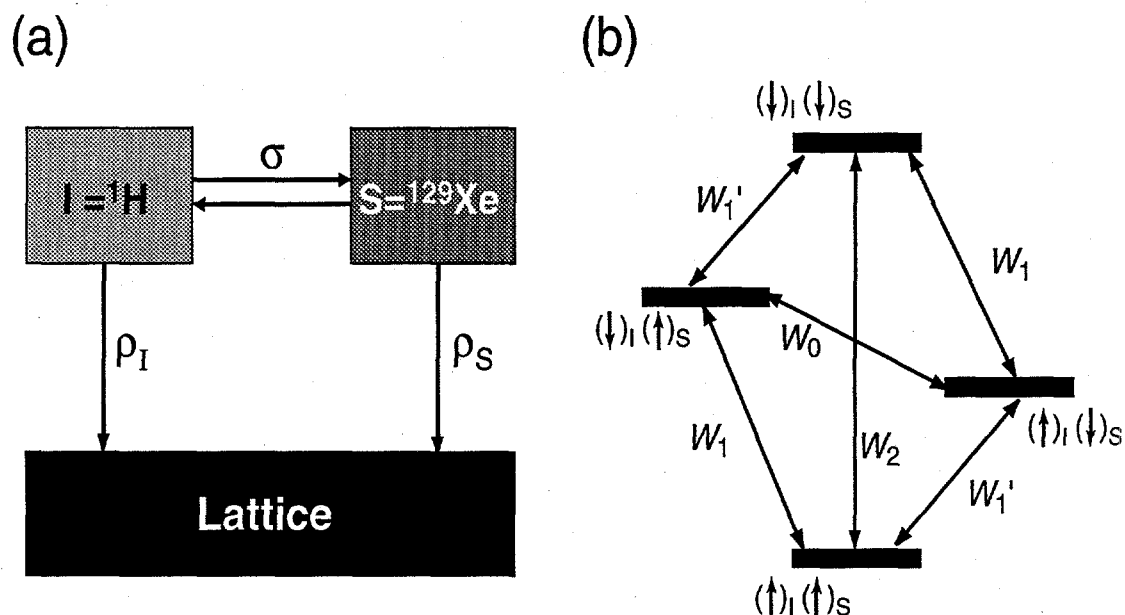 (a)
I = ¹H
σ
S=¹²⁹Xe
ρI
ρS
Lattice
(b)
(↓)I (↓)S
W1'
W1
(↓)I (↑)S
W0
(↑)I (↓)S
W1
W2
W1'
(↑)I (↑)S